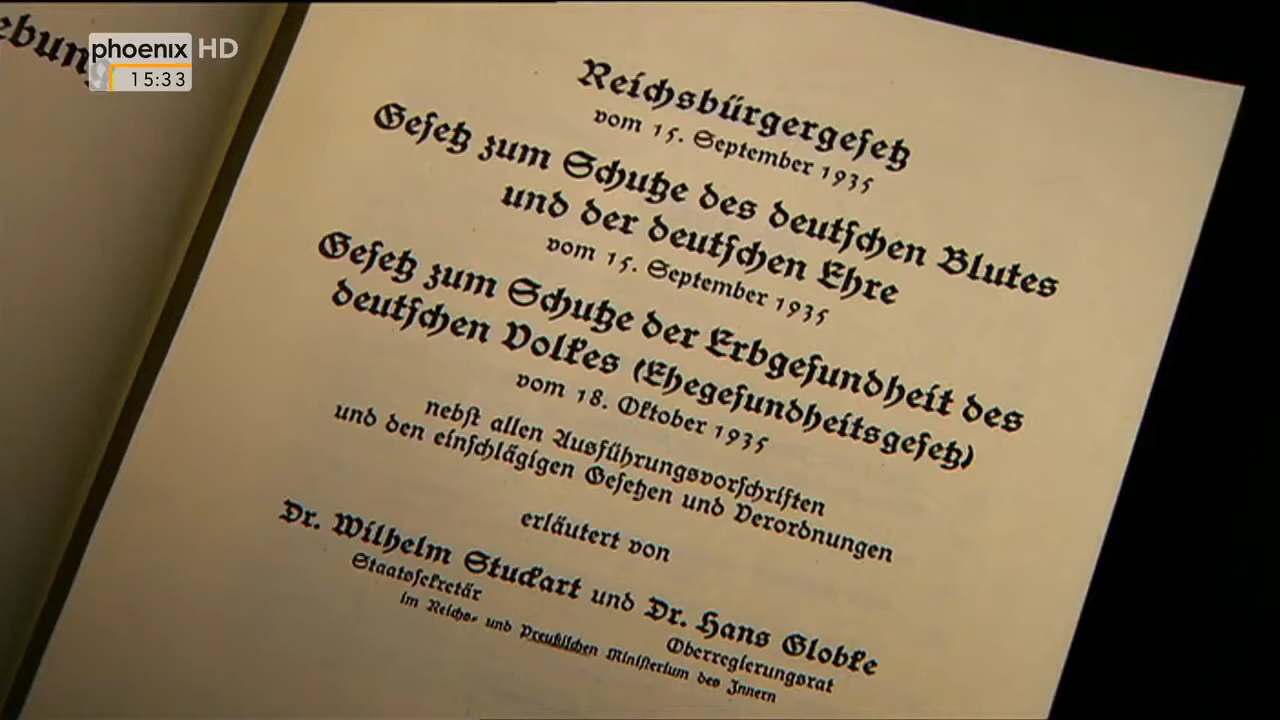 ebung
phoenix HD
15:33
Reichsbürgergesetz
vom 15. September 1935
Gesetz zum Schutze des deutschen Blutes
und der deutschen Ehre
vom 15. September 1935
Gesetz zum Schutze der Erbgesundheit des
deutschen Volkes (Ehegesundheitsgesetz)
vom 18. Oktober 1935
nebst allen Ausführungsvorschriften
und den einschlägigen Gesetzen und Verordnungen
erläutert von
Dr. Wilhelm Stuckart und Dr. Hans Globke
Staatssekretär
Oberregierungsrat
im Reichs- und Preußischen Ministerium des Innern